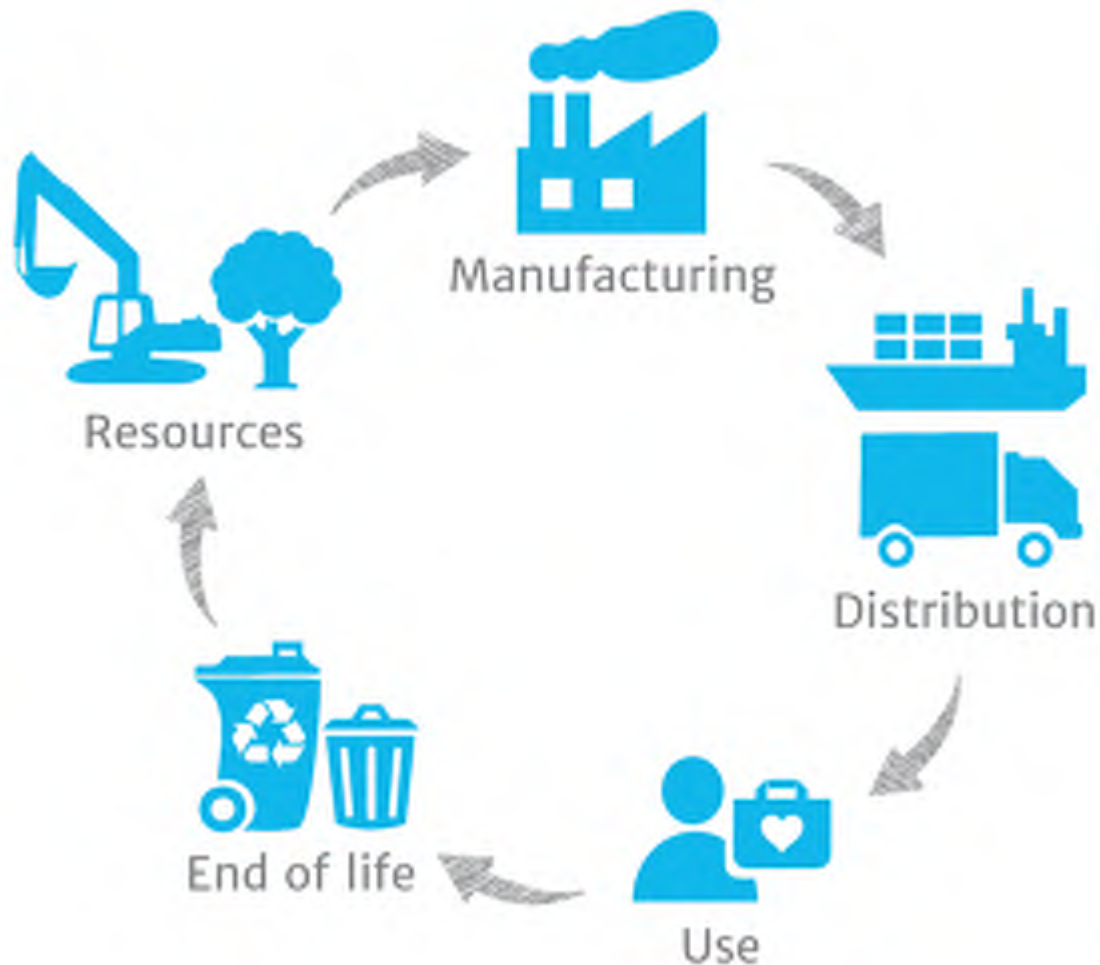 Manufacturing
Resources
Distribution
End of life
Use